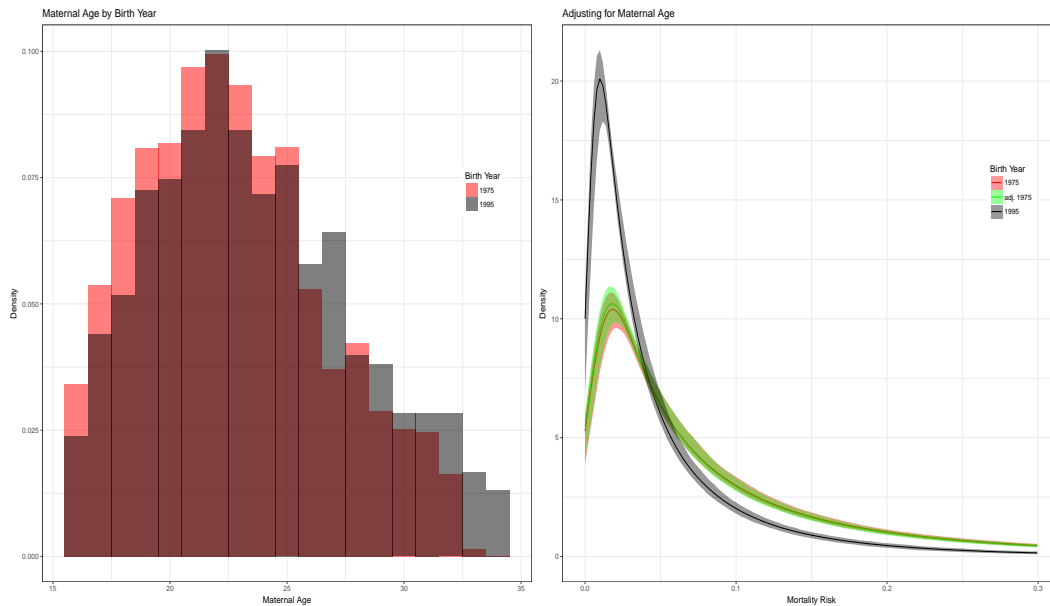 Maternal Age by Birth Year
Density
0.100
0.075
0.050
0.025
0.000
15
20
25
30
35
Maternal Age
Birth Year
1975
1995
Adjusting for Maternal Age
Density
20
15
10
5
0
0.0
0.1
0.2
0.3
Mortality Risk
Birth Year
1975
adj. 1975
1995